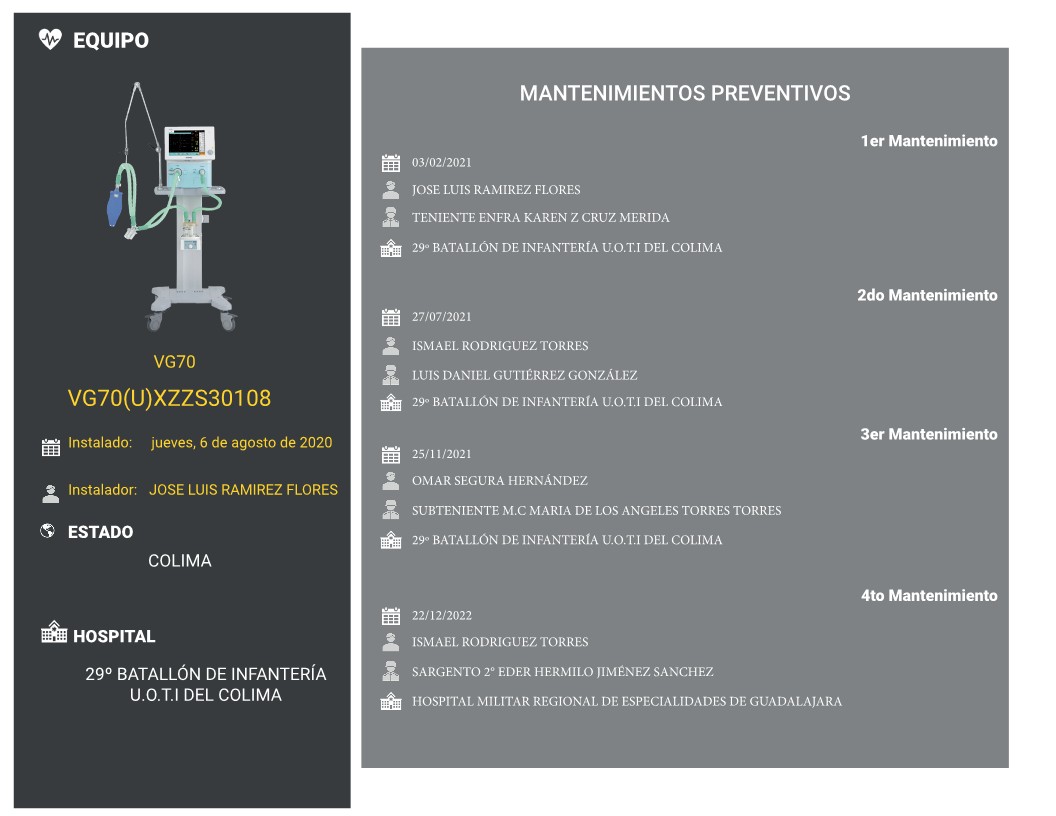 EQUIPO
VG70
VG70(U)XZZS30108
Instalado: jueves, 6 de agosto de 2020
Instalador: JOSE LUIS RAMIREZ FLORES
ESTADO
COLIMA
HOSPITAL
29º BATALLÓN DE INFANTERÍA
U.O.T.I DEL COLIMA
MANTENIMIENTOS PREVENTIVOS
1er Mantenimiento
03/02/2021
JOSE LUIS RAMIREZ FLORES
TENIENTE ENFRA KAREN Z CRUZ MERIDA
29º BATALLÓN DE INFANTERÍA U.O.T.I DEL COLIMA
2do Mantenimiento
27/07/2021
ISMAEL RODRIGUEZ TORRES
LUIS DANIEL GUTIÉRREZ GONZÁLEZ
29º BATALLÓN DE INFANTERÍA U.O.T.I DEL COLIMA
3er Mantenimiento
25/11/2021
OMAR SEGURA HERNÁNDEZ
SUBTENIENTE M.C MARIA DE LOS ANGELES TORRES TORRES
29º BATALLÓN DE INFANTERÍA U.O.T.I DEL COLIMA
4to Mantenimiento
22/12/2022
ISMAEL RODRIGUEZ TORRES
SARGENTO 2° EDER HERMILO JIMÉNEZ SANCHEZ
HOSPITAL MILITAR REGIONAL DE ESPECIALIDADES DE GUADALAJARA